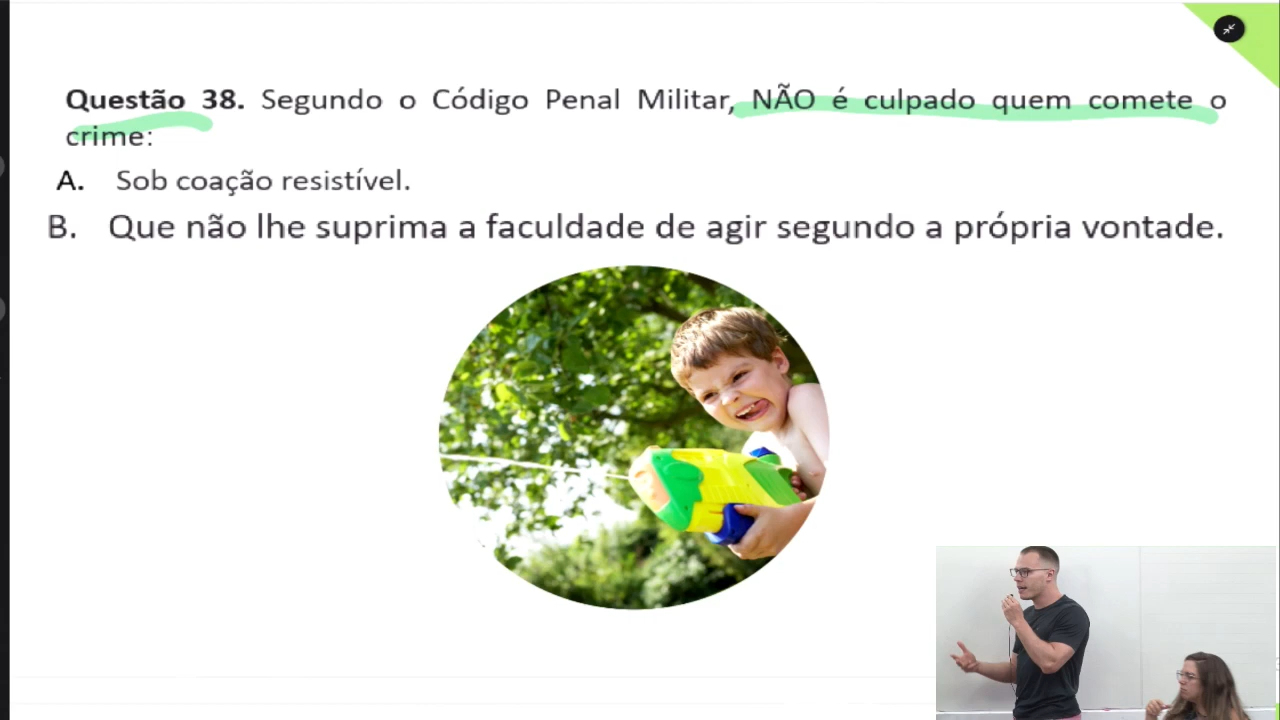 Questão 38. Segundo o Código Penal Militar, NÃO é culpado quem comete o
crime:
A. Sob coação resistível.
B. Que não lhe suprima a faculdade de agir segundo a própria vontade.